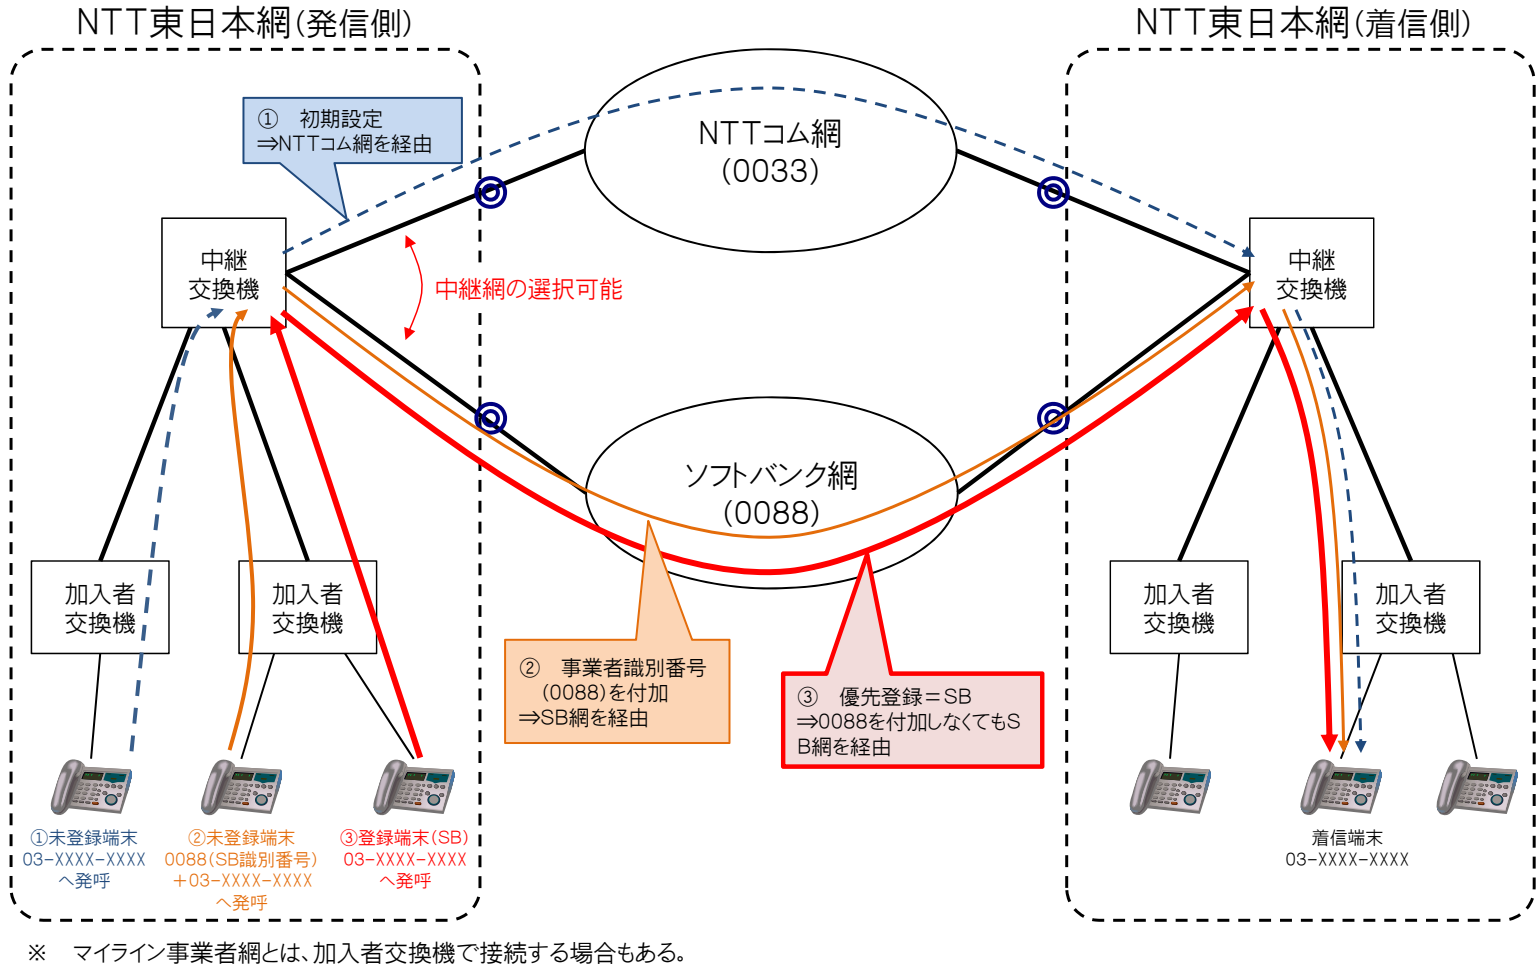 NTT東日本網(発信側)
NTT東日本網(着信側)
① 初期設定
⇒NTTコム網を経由
NTTコム網
(0033)
中継
交換機
中継網の選択可能
中継
交換機
ソフトバンク網
(0088)
加入者
交換機
加入者
交換機
加入者
交換機
加入者
交換機
② 事業者識別番号
(0088)を付加
⇒SB網を経由
③ 優先登録=SB
⇒0088を付加しなくてもS
B網を経由
①未登録端末
03-XXXX-XXXX
へ発呼
②未登録端末
0088(SB識別番号)
+03-XXXX-XXXX
へ発呼
③登録端末(SB)
03-XXXX-XXXX
へ発呼
着信端末
03-XXXX-XXXX
※ マイライン事業者網とは、加入者交換機で接続する場合もある。